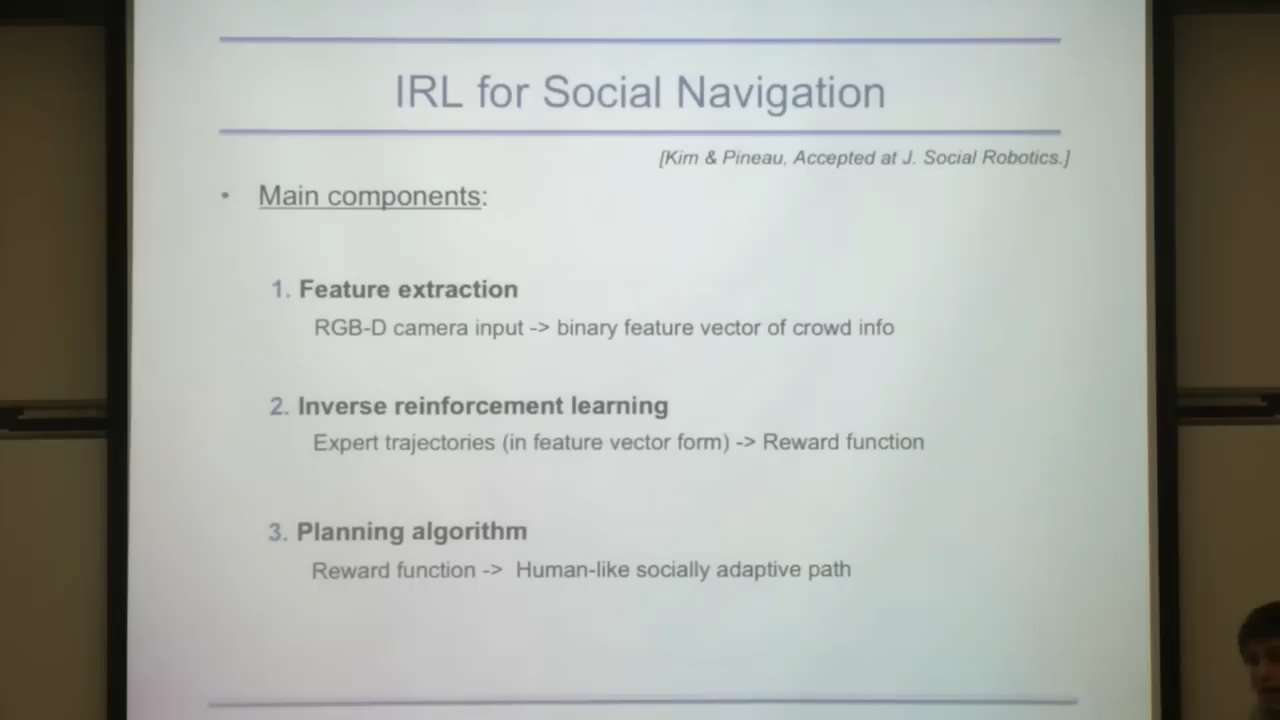 IRL for Social Navigation
[Kim & Pineau, Accepted at J. Social Robotics.]
• Main components:
1. Feature extraction
RGB-D camera input -> binary feature vector of crowd info
2. Inverse reinforcement learning
Expert trajectories (in feature vector form) -> Reward function
3. Planning algorithm
Reward function -> Human-like socially adaptive path